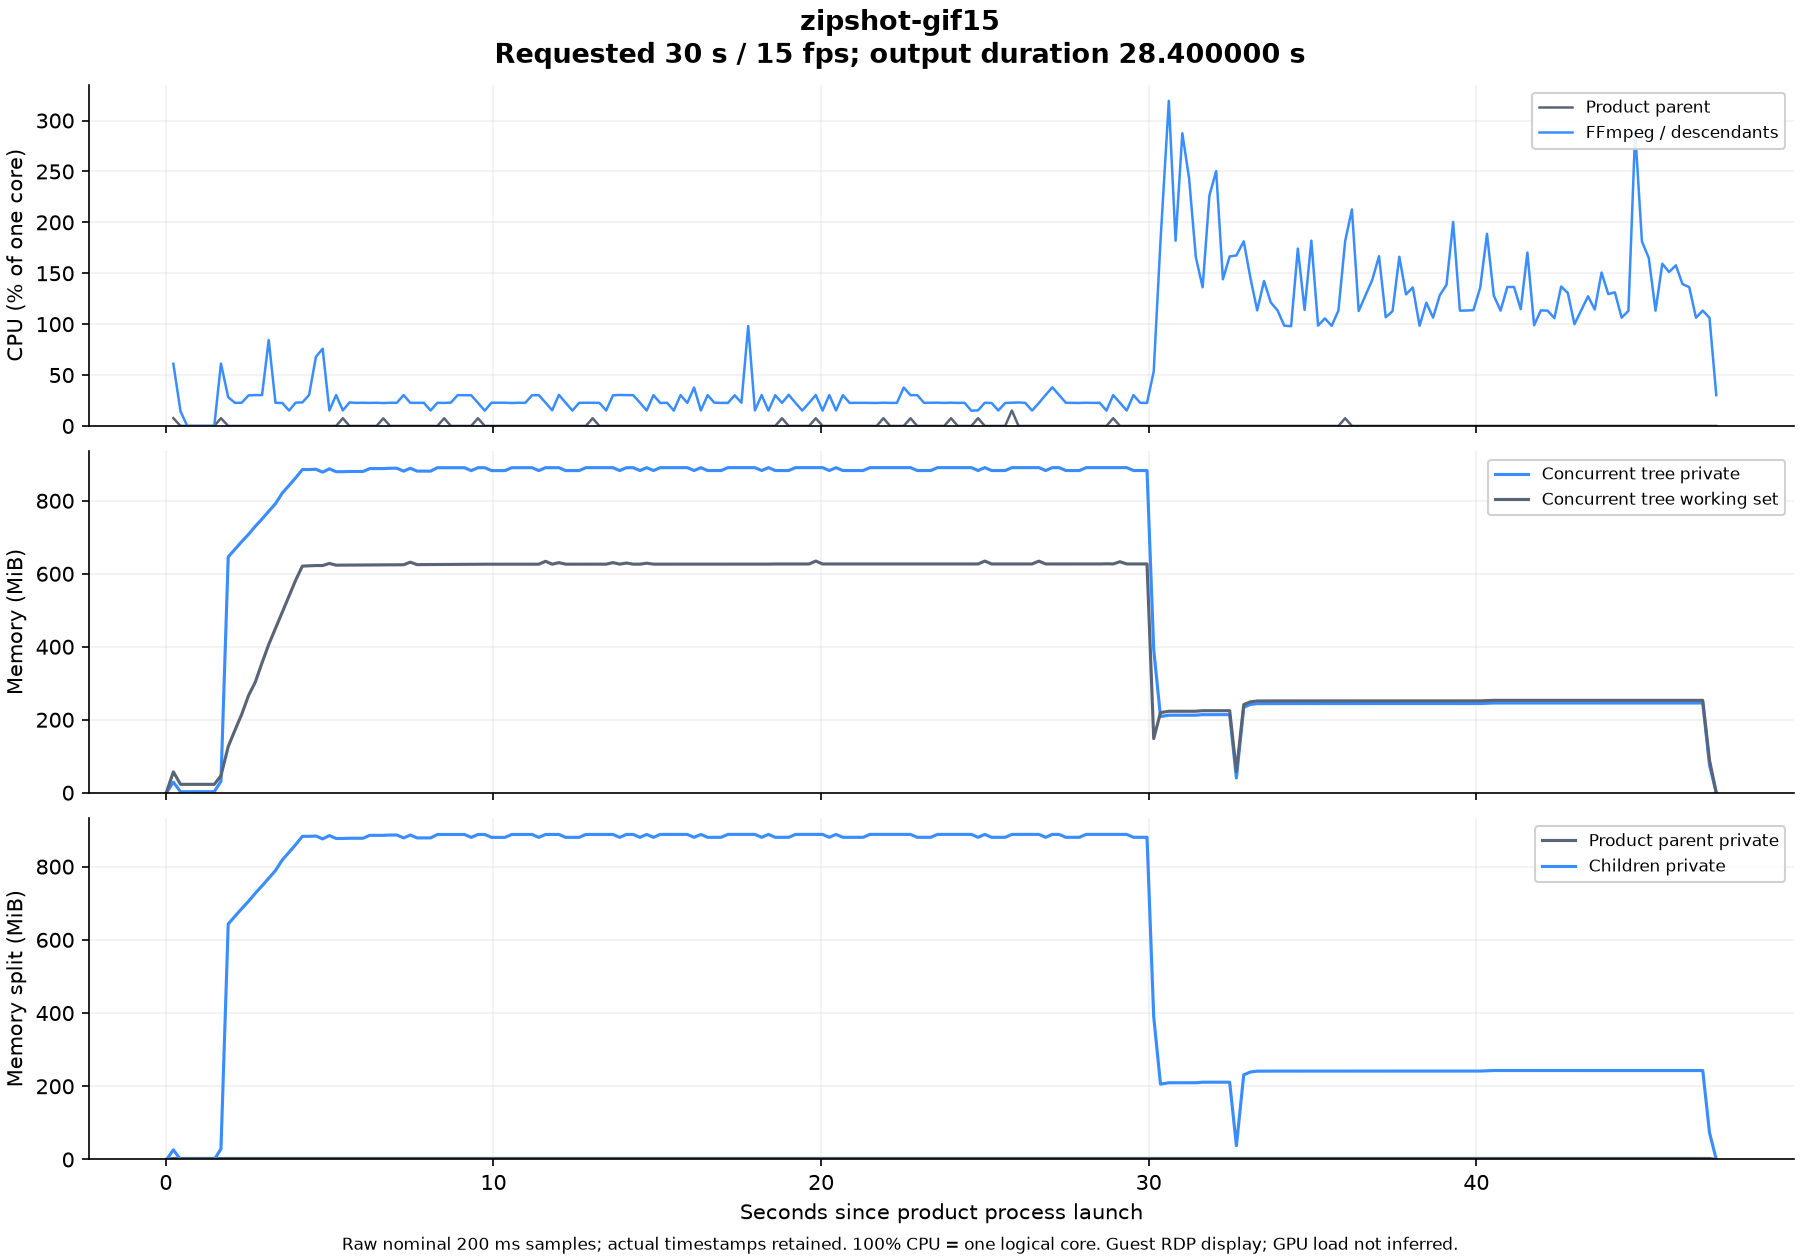 zipshot-gif15
Requested 30 s / 15 fps; output duration 28.400000 s
CPU (% of one core)
300
250
200
150
100
50
0
Product parent
FFmpeg / descendants
Memory (MiB)
800
600
400
200
0
Concurrent tree private
Concurrent tree working set
Memory split (MiB)
800
600
400
200
0
Product parent private
Children private
0 10 20 30 40
Seconds since product process launch
Raw nominal 200 ms samples; actual timestamps retained. 100% CPU = one logical core. Guest RDP display; GPU load not inferred.